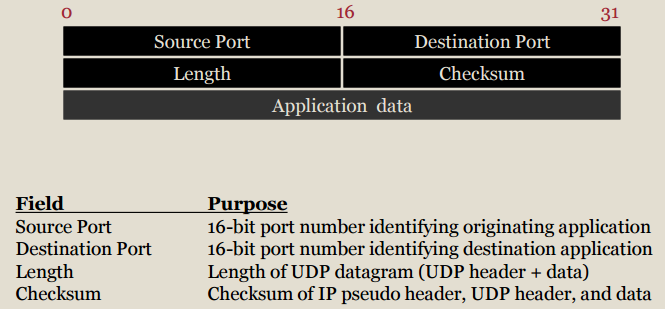 0 16 31
Source Port Destination Port
Length Checksum
Application data
Field Purpose
Source Port 16-bit port number identifying originating application
Destination Port 16-bit port number identifying destination application
Length Length of UDP datagram (UDP header + data)
Checksum Checksum of IP pseudo header, UDP header, and data